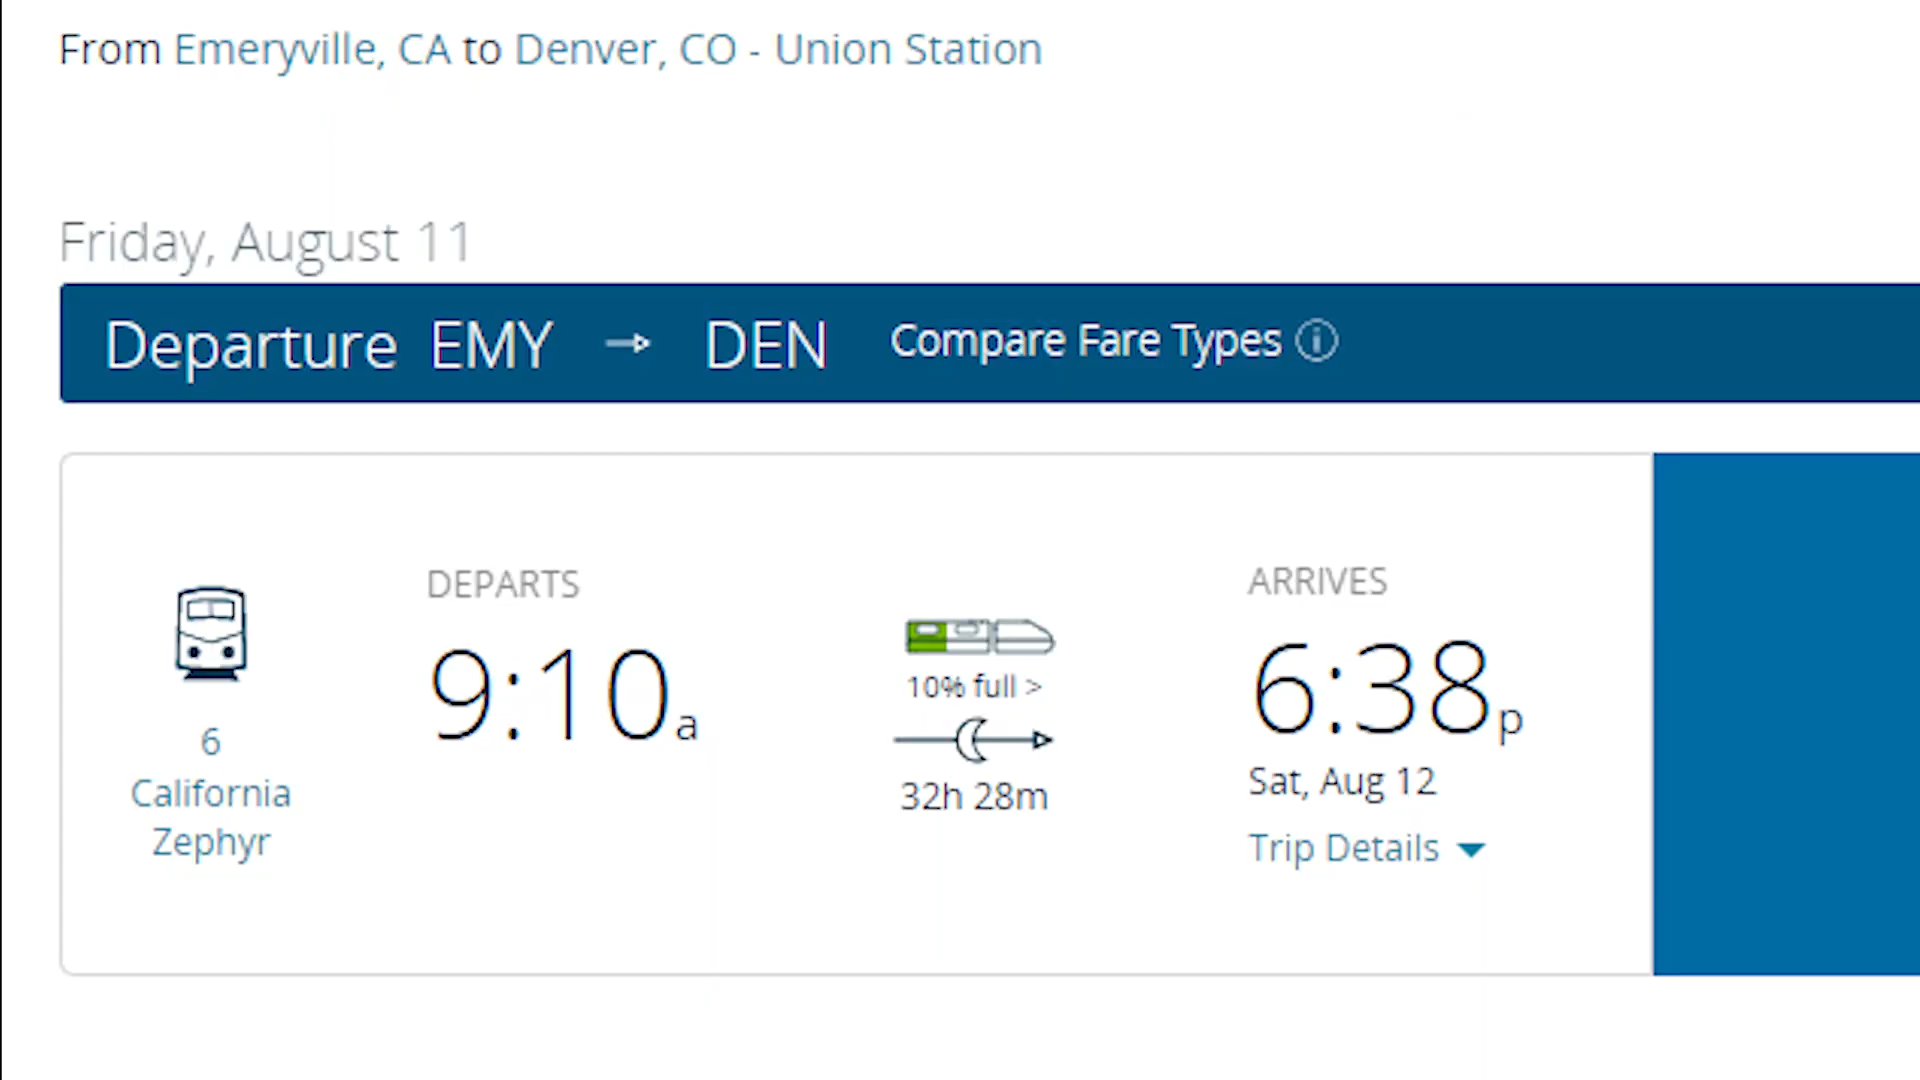 From Emeryville, CA to Denver, CO - Union Station
Friday, August 11
Departure EMY → DEN Compare Fare Types ⓘ
DEPARTS
9:10a
6
California
Zephyr
10% full >
32h 28m
ARRIVES
6:38p
Sat, Aug 12
Trip Details